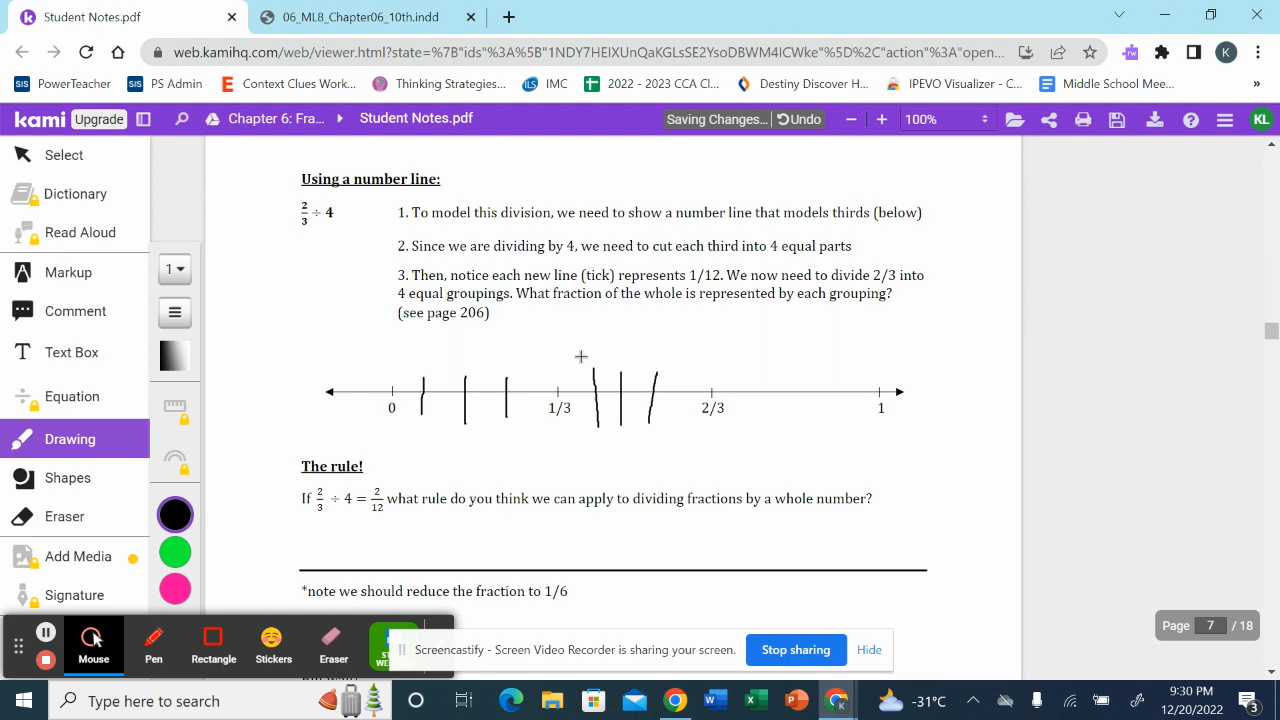 Student Notes.pdf
06_ML8_Chapter06_10th.indd
web.kamihq.com/web/viewer.html?state=%7B"ids"%3A%5B"1NDY7HEIXUnQaKGLsSE2YsoDBWM4ICWke"%5D%2C"action"%3A"open...
K
SIS PowerTeacher
SIS PS Admin
E Context Clues Work
Thinking Strategies...
ILS IMC
2022 - 2023 CCA Cl...
Destiny Discover H...
IPEVO Visualizer - C...
Middle School Mee...
»
kami Upgrade
Chapter 6: Fra...
Student Notes.pdf
Saving Changes... Undo
100%
KL
Select
Dictionary
Read Aloud
Markup
Comment
T Text Box
Equation
Drawing
Shapes
Eraser
Add Media
Signature
1
Using a number line:
2/3 ÷ 4
1. To model this division, we need to show a number line that models thirds (below)
2. Since we are dividing by 4, we need to cut each third into 4 equal parts
3. Then, notice each new line (tick) represents 1/12. We now need to divide 2/3 into
4 equal groupings. What fraction of the whole is represented by each grouping?
(see page 206)
0 1/3 2/3 1
The rule!
If 2/3 ÷ 4 = 2/12 what rule do you think we can apply to dividing fractions by a whole number?
*note we should reduce the fraction to 1/6
Page 7 / 18
Mouse
Pen
Rectangle
Stickers
Eraser
Screencastify - Screen Video Recorder is sharing your screen.
Stop sharing
Hide
Type here to search
-31°C
9:30 PM
12/20/2022
3